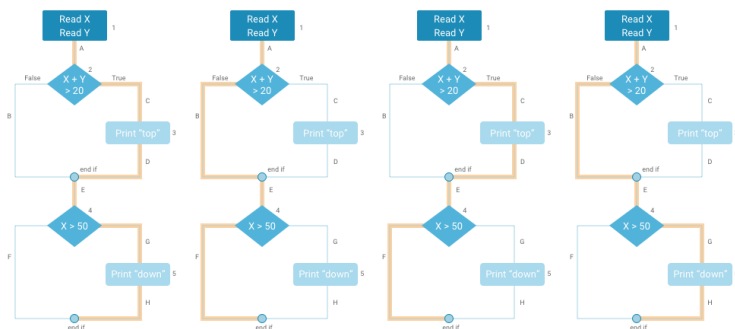 Read X
Read Y
1
A
2
False
X + Y
> 20
True
B
C
Print "top"
3
D
end if
E
4
X > 50
F
G
Print "down"
5
H
end if
Read X
Read Y
1
A
2
False
X + Y
> 20
True
B
C
Print "top"
3
D
end if
E
4
X > 50
F
G
Print "down"
5
H
end if
Read X
Read Y
1
A
2
False
X + Y
> 20
True
B
C
Print "top"
3
D
end if
E
4
X > 50
F
G
Print "down"
5
H
end if
Read X
Read Y
1
A
2
False
X + Y
> 20
True
B
C
Print "top"
3
D
end if
E
4
X > 50
F
G
Print "down"
5
H
end if